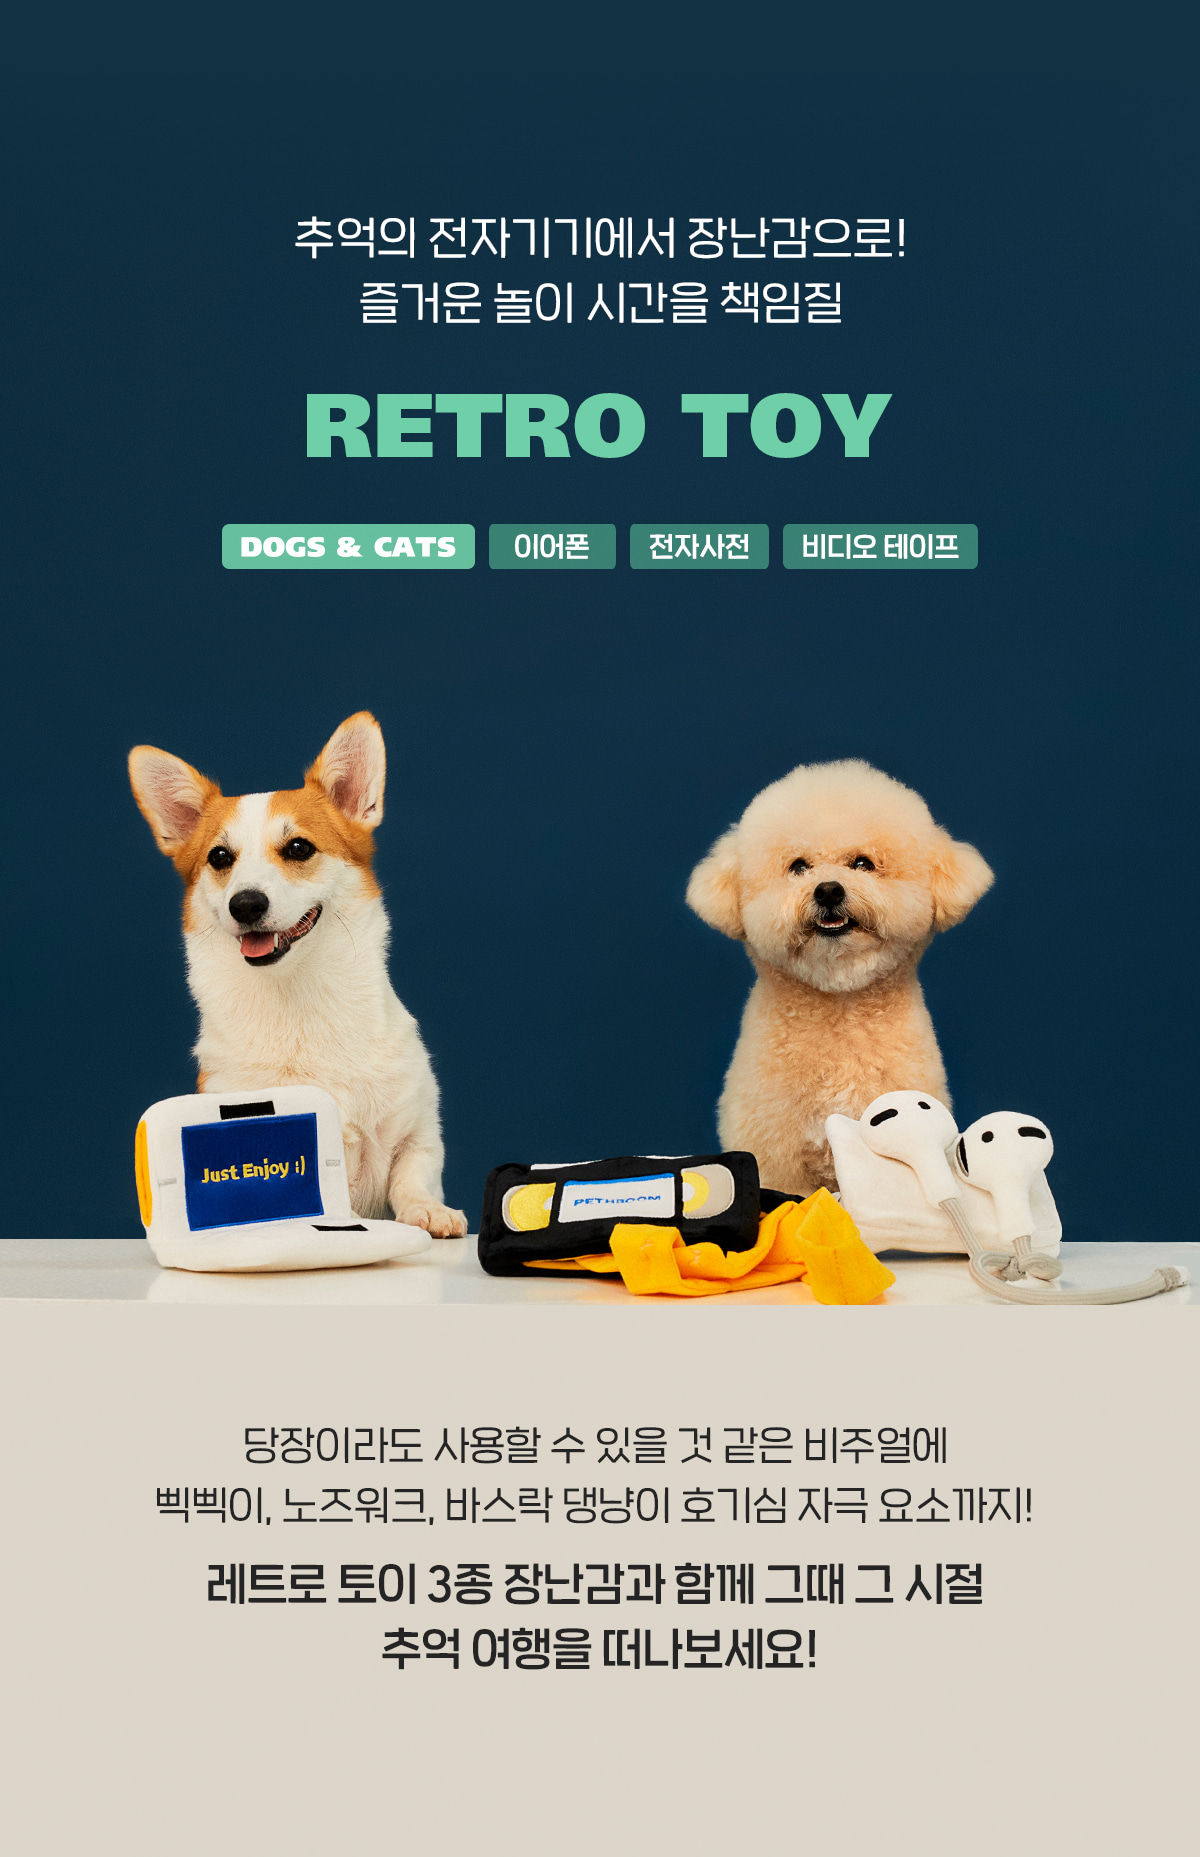 추억의 전자기기에서 장난감으로!
즐거운 놀이 시간을 책임질
RETRO TOY
DOGS & CATS 이어폰 전자사전 비디오 테이프
Just Enjoy :)
PETHROOM
당장이라도 사용할 수 있을 것 같은 비주얼에
삑삑이, 노즈워크, 바스락 댕냥이 호기심 자극 요소까지!
레트로 토이 3종 장난감과 함께 그때 그 시절
추억 여행을 떠나보세요!